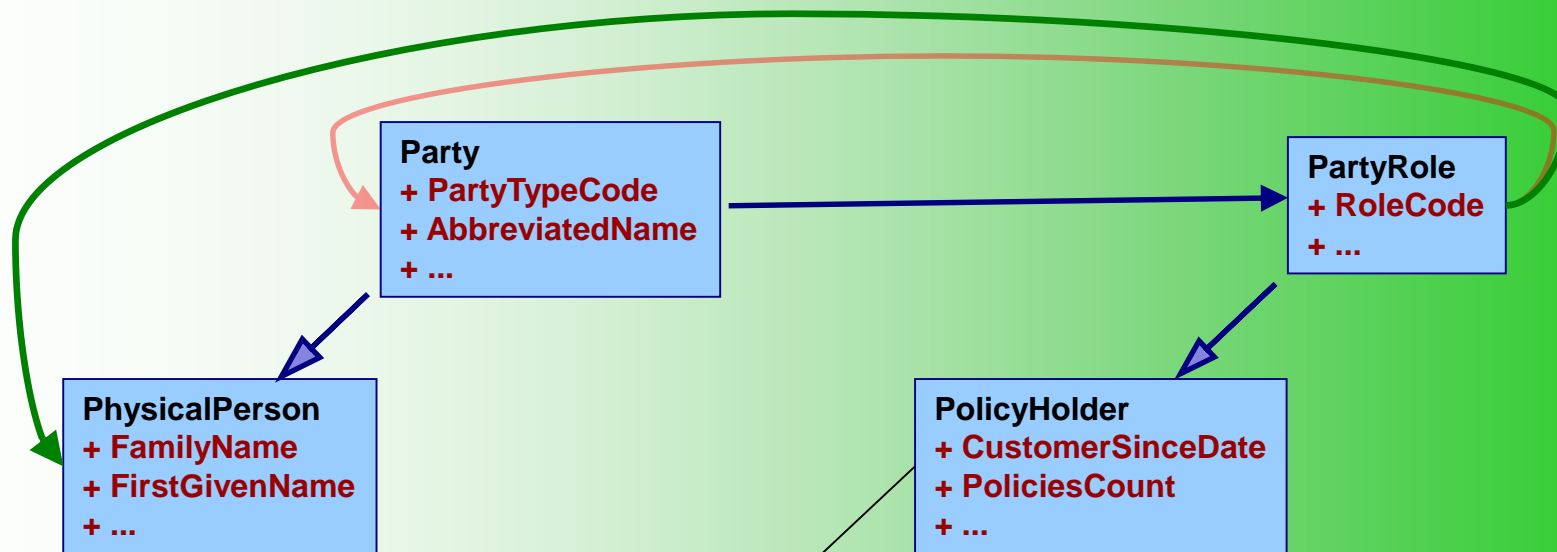 Party
+ PartyTypeCode
+ AbbreviatedName
+ ...
PartyRole
+ RoleCode
+ ...
PhysicalPerson
+ FamilyName
+ FirstGivenName
+ ...
PolicyHolder
+ CustomerSinceDate
+ PoliciesCount
+ ...